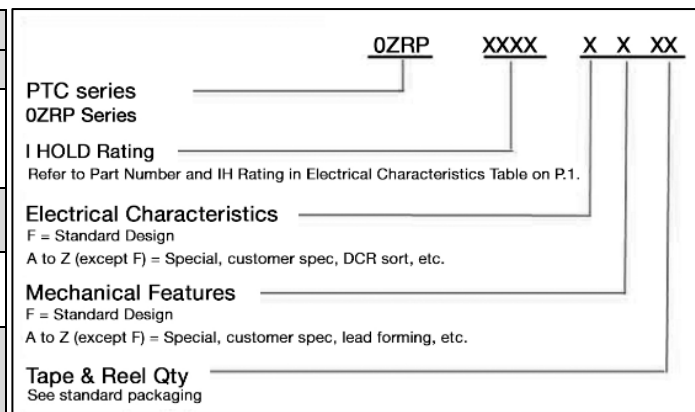 0ZRP XXXX X X XX
PTC series
0ZRP Series
I HOLD Rating
Refer to Part Number and IH Rating in Electrical Characteristics Table on P.1.
Electrical Characteristics
F = Standard Design
A to Z (except F) = Special, customer spec, DCR sort, etc.
Mechanical Features
F = Standard Design
A to Z (except F) = Special, customer spec, lead forming, etc.
Tape & Reel Qty
See standard packaging